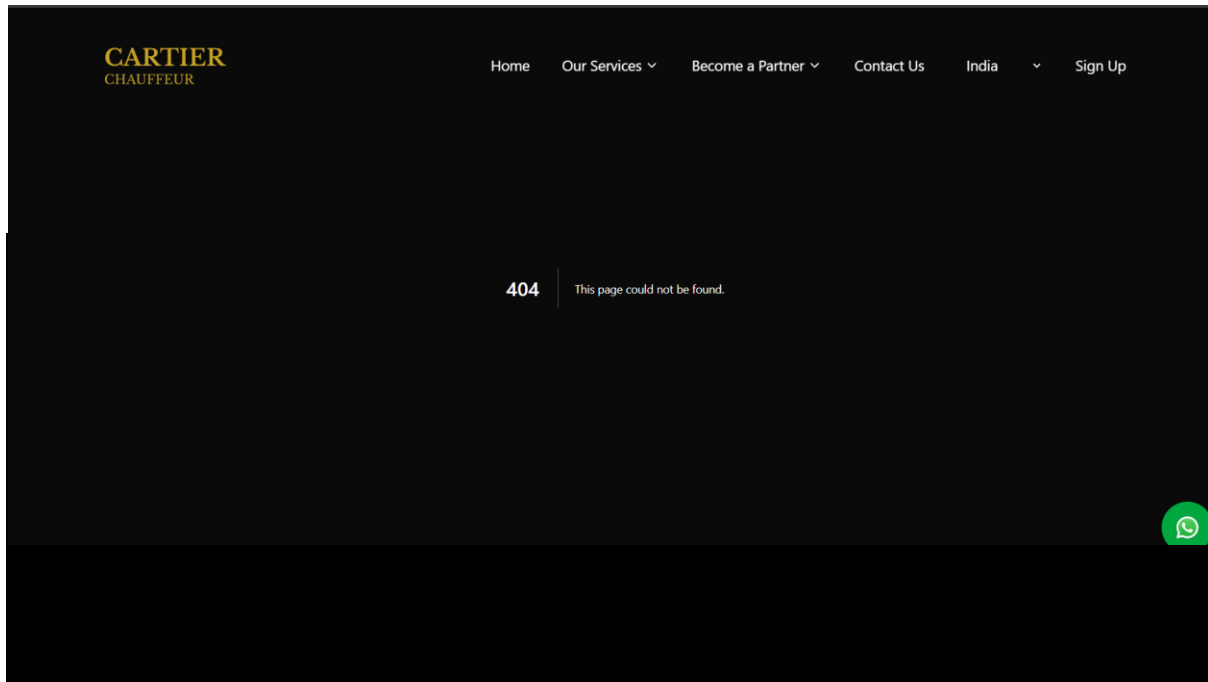 CARTIER
CHAUFFEUR
Home Our Services Become a Partner Contact Us India Sign Up
404 This page could not be found.